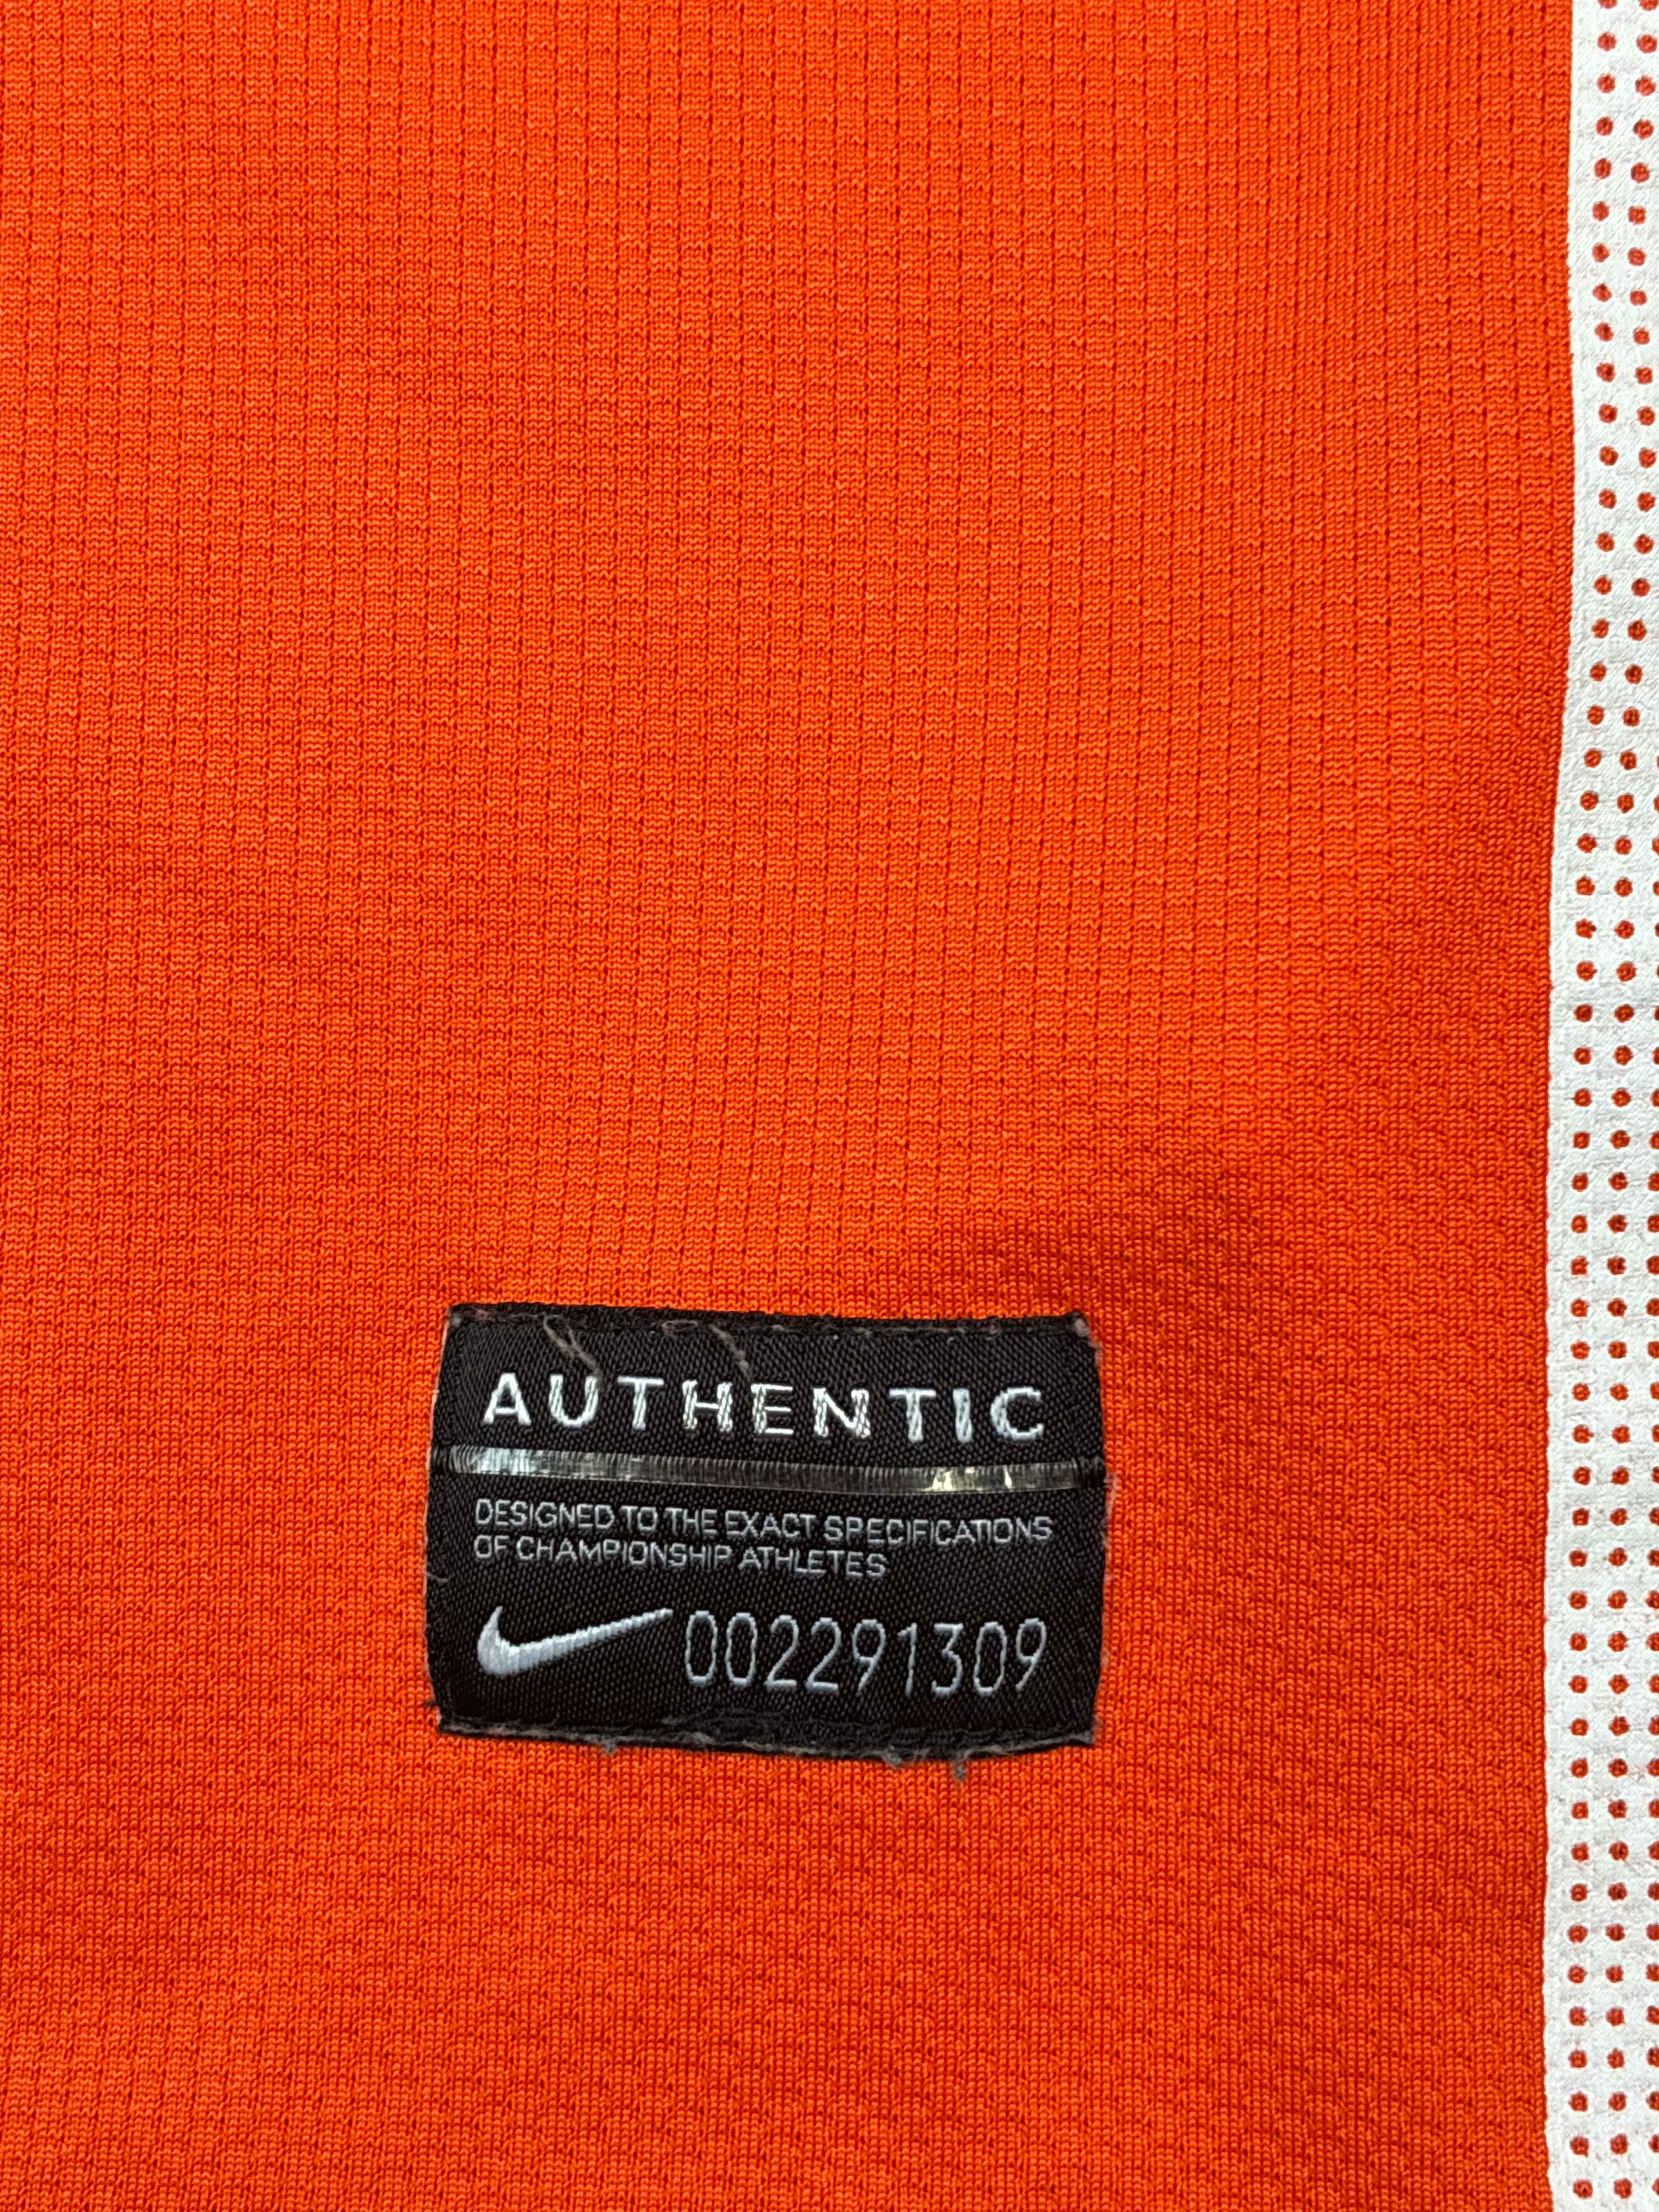 AUTHENTIC
DESIGNED TO THE EXACT SPECIFICATIONS
OF CHAMPIONSHIP ATHLETES
002291309